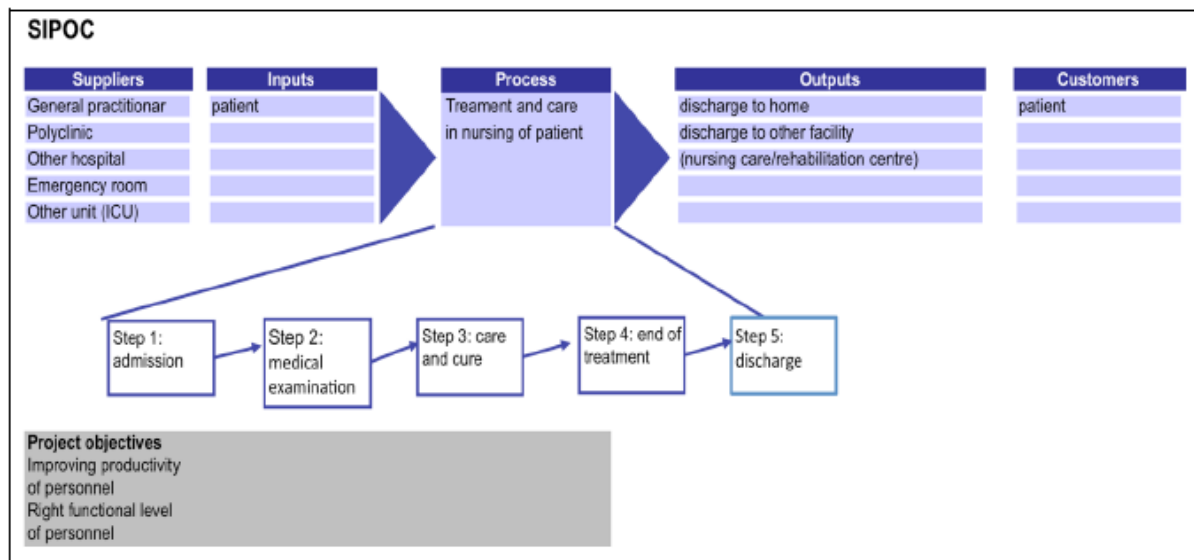 SIPOC
Suppliers
General practitionar
Polyclinic
Other hospital
Emergency room
Other unit (ICU)
Inputs
patient
Process
Treament and care
in nursing of patient
Outputs
discharge to home
discharge to other facility
(nursing care/rehabilitation centre)
Customers
patient
Step 1:
admission
Step 2:
medical
examination
Step 3: care
and cure
Step 4: end of
treatment
Step 5:
discharge
Project objectives
Improving productivity
of personnel
Right functional level
of personnel